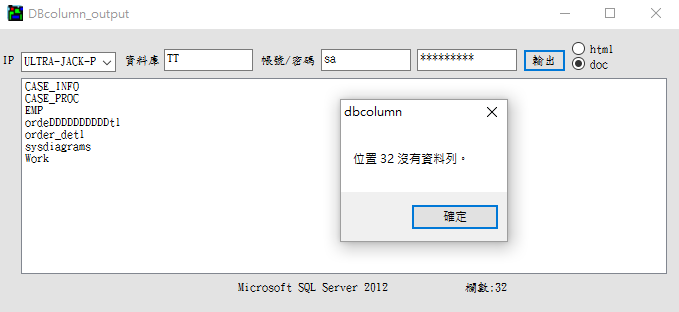 DBcolumn_output
IP ULTRA-JACK-P 資料庫 TT 帳號/密碼 sa ********* 輸出 html
doc
CASE_INFO
CASE_PROC
EMP
ordeDDDDDDDDDDtl
order_detl
sysdiagrams
Work
dbcolumn
位置 32 沒有資料列。
確定
Microsoft SQL Server 2012 欄數:32